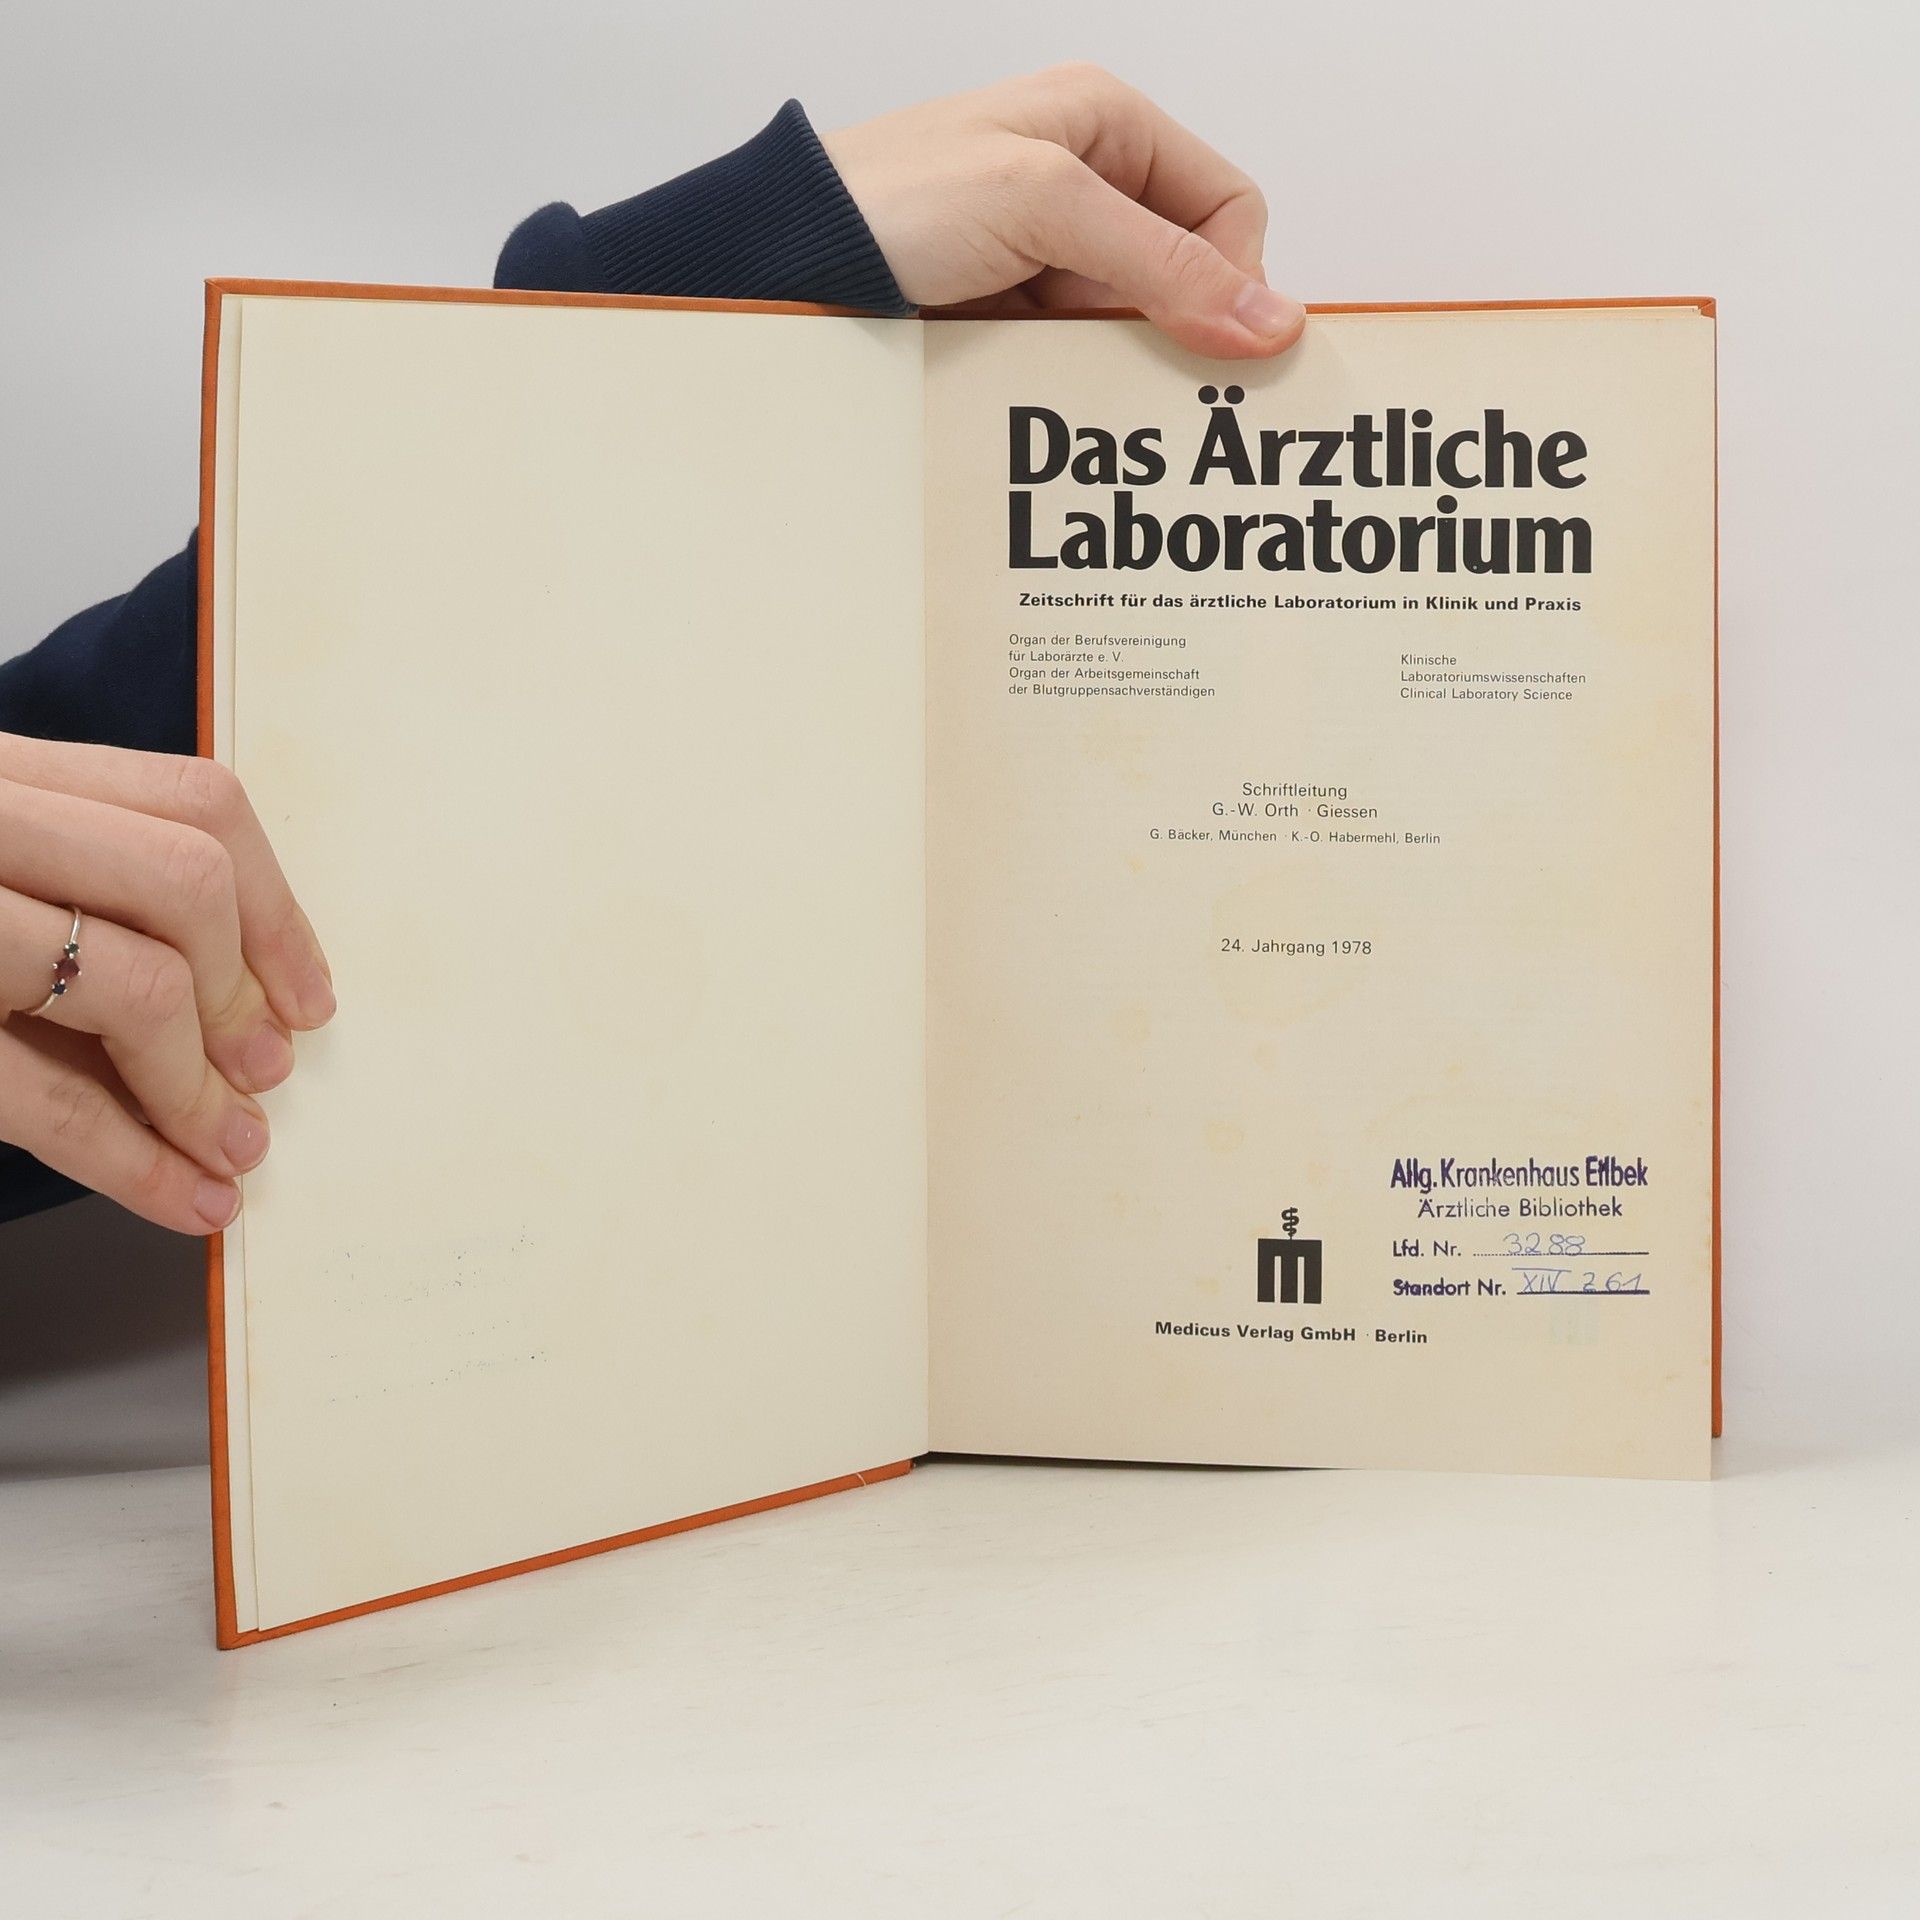 Das Ärztliche
Laboratorium
Zeitschrift für das ärztliche Laboratorium in Klinik und Praxis
Organ der Berufsvereinigung
für Laborärzte e. V.
Organ der Arbeitsgemeinschaft
der Blutgruppensachverständigen
Klinische
Laboratoriumswissenschaften
Clinical Laboratory Science
Schriftleitung
G.-W. Orth · Giessen
G. Bäcker, München · K.-O. Habermehl, Berlin
24. Jahrgang 1978
Allg. Krankenhaus Eilbek
Ärztliche Bibliothek
Lfd. Nr. 3288
Standort Nr. XIV Z 61
m
Medicus Verlag GmbH · Berlin